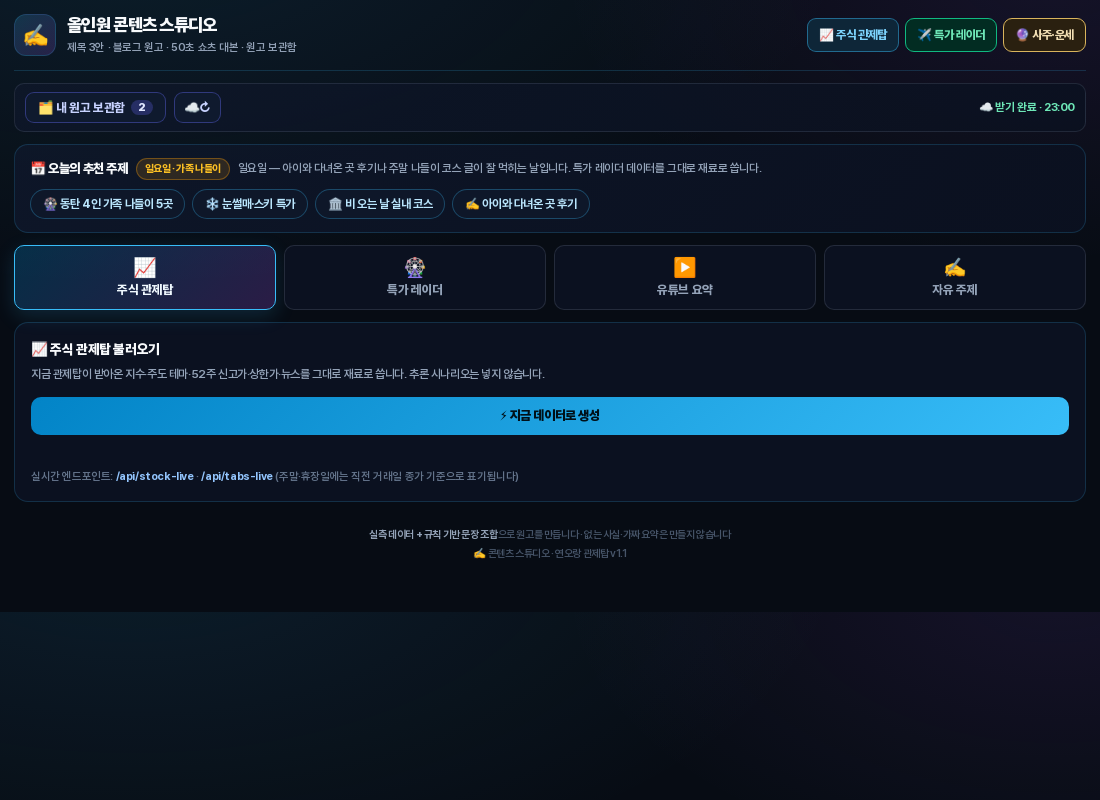 ✍️ 올인원 콘텐츠 스튜디오
제목 3안 · 블로그 원고 · 50초 쇼츠 대본 · 원고 보관함
📈 주식 관제탑
✈️ 특가 레이더
🔮 사주·운세
🗂️ 내 원고 보관함 2
☁️↻
☁️ 받기 완료 · 23:00
📅 오늘의 추천 주제 일요일 · 가족 나들이 일요일 — 아이와 다녀온 곳 후기나 주말 나들이 코스 글이 잘 먹히는 날입니다. 특가 레이더 데이터를 그대로 재료로 씁니다.
🎡 동탄 4인 가족 나들이 5곳
❄️ 눈썰매·스키 특가
🏛️ 비 오는 날 실내 코스
✍️ 아이와 다녀온 곳 후기
📈 주식 관제탑
🎡 특가 레이더
▶️ 유튜브 요약
✍️ 자유 주제
📈 주식 관제탑 불러오기
지금 관제탑이 받아온 지수·주도 테마·52주 신고가·상한가·뉴스를 그대로 재료로 씁니다. 추론 시나리오는 넣지 않습니다.
⚡ 지금 데이터로 생성
실시간 엔드포인트: /api/stock-live · /api/tabs-live (주말·휴장일에는 직전 거래일 종가 기준으로 표기됩니다)
실측 데이터 + 규칙 기반 문장 조합으로 원고를 만듭니다 · 없는 사실·가짜 요약은 만들지 않습니다
✍️ 콘텐츠 스튜디오 · 연오랑 관제탑 v1.1